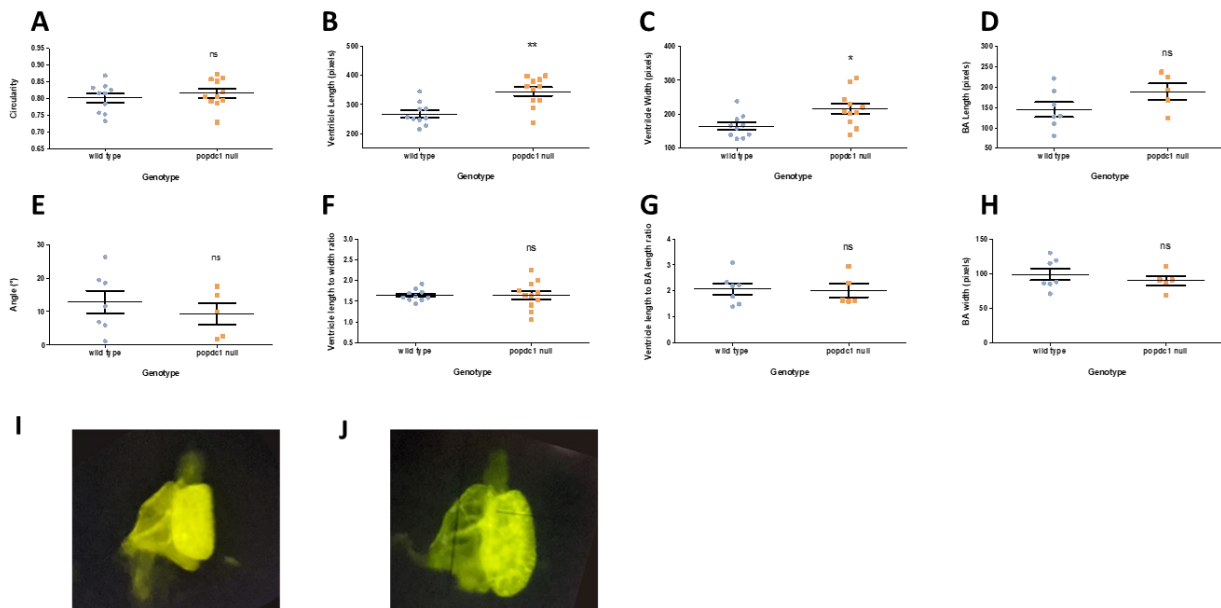 A
Circularity
0.95
0.90
0.85
0.80
0.75
0.70
0.65
ns
wild type
popdc1 null
Genotype
B
Ventricle Length (pixels)
500
400
300
200
**
wild type
popdc1 null
Genotype
C
Ventricle Width (pixels)
400
300
200
100
*
wild type
popdc1 null
Genotype
D
BA Length (pixels)
300
250
200
150
100
50
ns
wild type
popdc1 null
Genotype
E
Angle (°)
30
20
10
0
ns
wild type
popdc1 null
Genotype
F
Ventricle length to width ratio
3.0
2.5
2.0
1.5
1.0
0.5
ns
wild type
popdc1 null
Genotype
G
Ventricle length to BA length ratio
4
3
2
1
0
ns
wild type
popdc1 null
Genotype
H
BA width (pixels)
150
100
50
0
ns
wild type
popdc1 null
Genotype
I
J